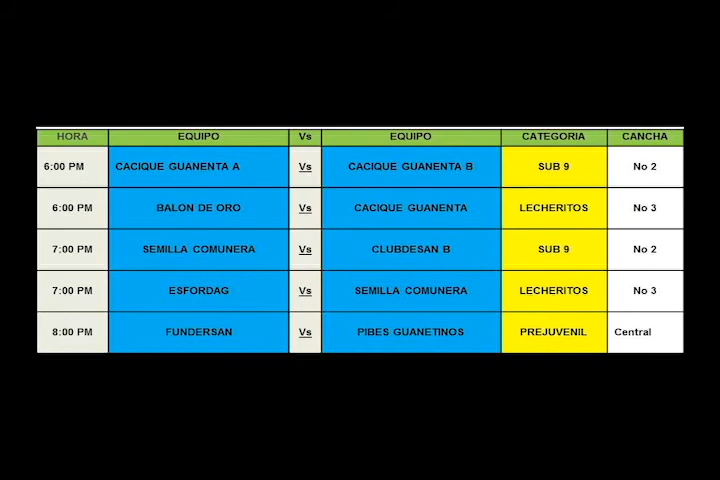 HORA EQUIPO Vs EQUIPO CATEGORIA CANCHA
6:00 PM CACIQUE GUANENTA A Vs CACIQUE GUANENTA B SUB 9 No 2
6:00 PM BALON DE ORO Vs CACIQUE GUANENTA LECHERITOS No 3
7:00 PM SEMILLA COMUNERA Vs CLUBDESAN B SUB 9 No 2
7:00 PM ESFORDAG Vs SEMILLA COMUNERA LECHERITOS No 3
8:00 PM FUNDERSAN Vs PIBES GUANETINOS PREJUVENIL Central